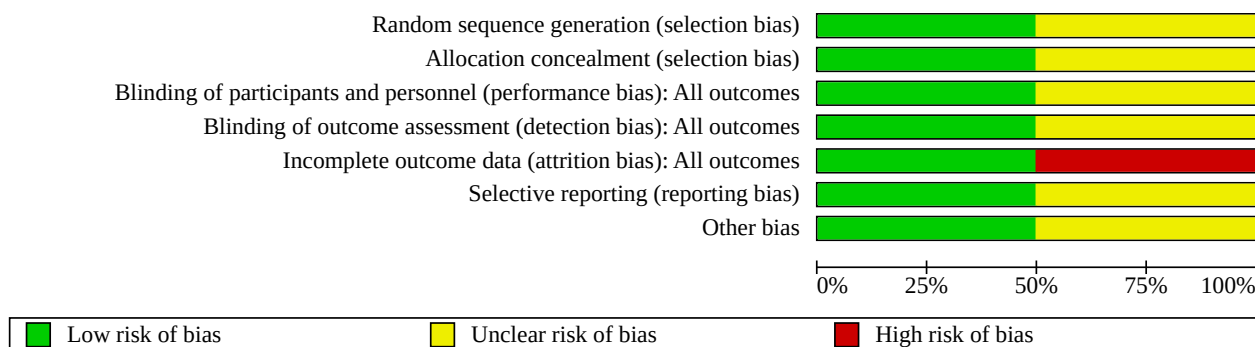 Random sequence generation (selection bias)
Allocation concealment (selection bias)
Blinding of participants and personnel (performance bias): All outcomes
Blinding of outcome assessment (detection bias): All outcomes
Incomplete outcome data (attrition bias): All outcomes
Selective reporting (reporting bias)
Other bias
0% 25% 50% 75% 100%
Low risk of bias Unclear risk of bias High risk of bias